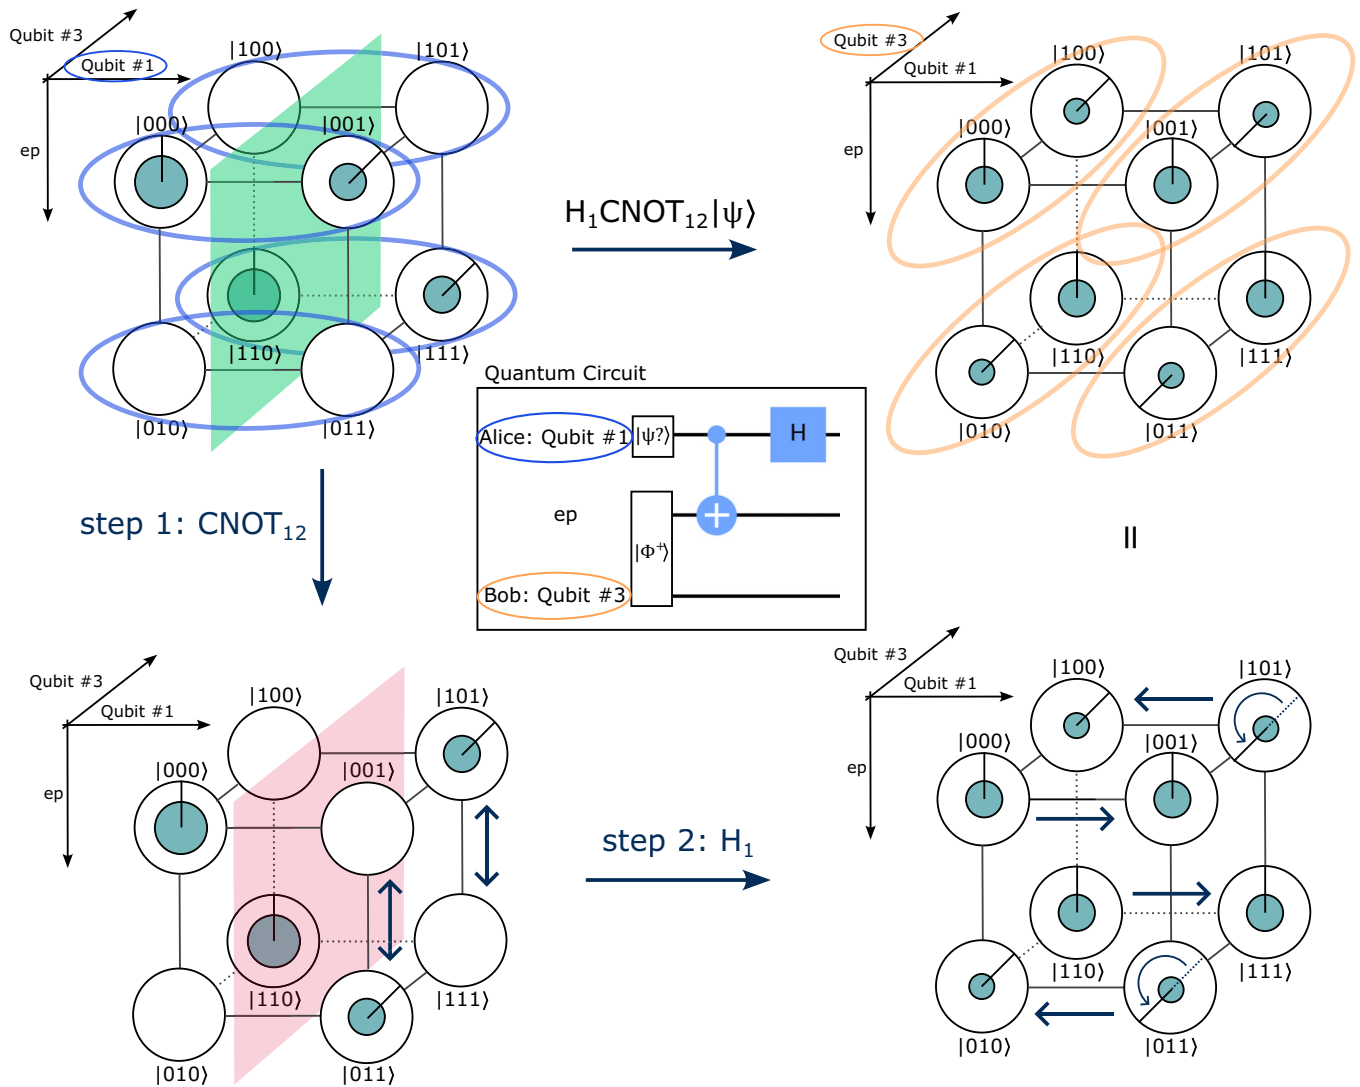 Qubit #3
Qubit #1
ep
|100⟩
|101⟩
|000⟩
|001⟩
|110⟩
|111⟩
|010⟩
|011⟩
H₁CNOT₁₂|ψ⟩
Qubit #3
Qubit #1
ep
|100⟩
|101⟩
|000⟩
|001⟩
|110⟩
|111⟩
|010⟩
|011⟩
step 1: CNOT₁₂
Quantum Circuit
Alice: Qubit #1
|ψ?⟩
H
ep
|Φ⁺⟩
Bob: Qubit #3
=
Qubit #3
Qubit #1
ep
|100⟩
|101⟩
|000⟩
|001⟩
|110⟩
|111⟩
|010⟩
|011⟩
step 2: H₁
Qubit #3
Qubit #1
ep
|100⟩
|101⟩
|000⟩
|001⟩
|110⟩
|111⟩
|010⟩
|011⟩